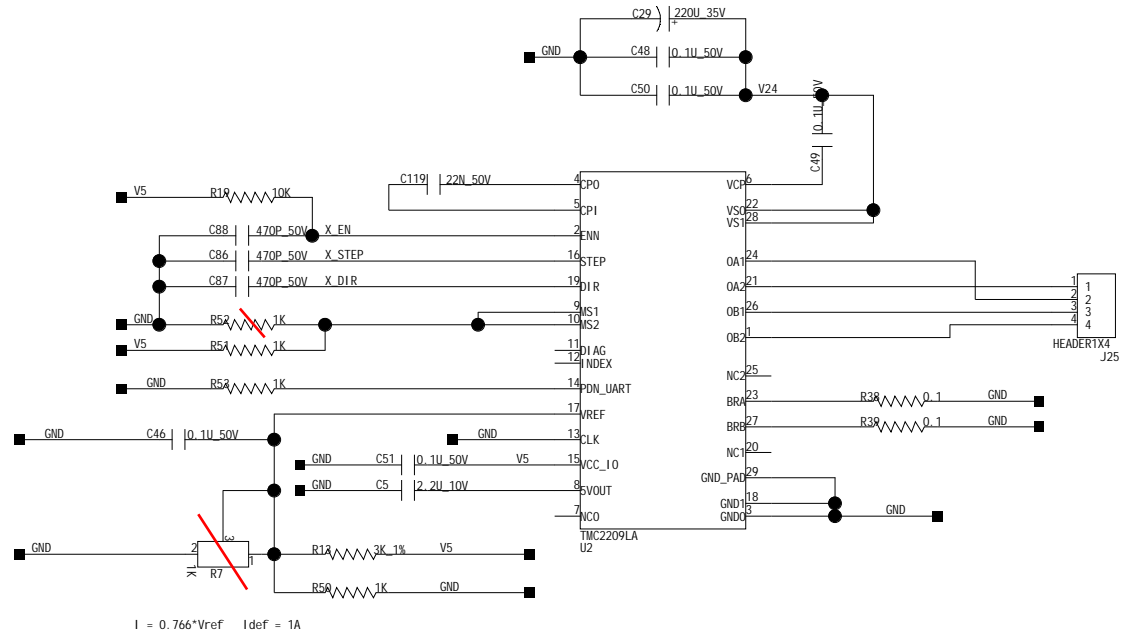 C29 220U_35V
+
GND C48 0.1U_50V
C50 0.1U_50V V24
0.1U_50V
C49
C119 22N_50V 4 CPO VCP 6
V5 R19 10K
5 CPI VSO 22
VS1 28
C88 470P_50V X_EN 2 ENN
C86 470P_50V X_STEP 16 STEP OA1 24
C87 470P_50V X_DIR 19 DIR OA2 21 1 1
2 2
9 MS1 OB1 26 3 3
GND R52 1K 10 MS2 4 4
OB2 1
HEADER1X4
J25
V5 R51 1K 11 DIAG
12 INDEX
NC2 25
GND R53 1K 14 PDN_UART
BRA 23 R38 0.1 GND
17 VREF
BRB 27 R39 0.1 GND
GND C46 0.1U_50V GND 13 CLK
NC1 20
GND C51 0.1U_50V V5 15 VCC_IO
GND_PAD 29
GND C5 2.2U_10V 8 5VOUT
GND1 18
7 NCO GND0 3 GND
TMC2209LA
U2
GND 2 3 1 R13 3K_1% V5
1K R7
R50 1K GND
I = 0.766*Vref Idef = 1A